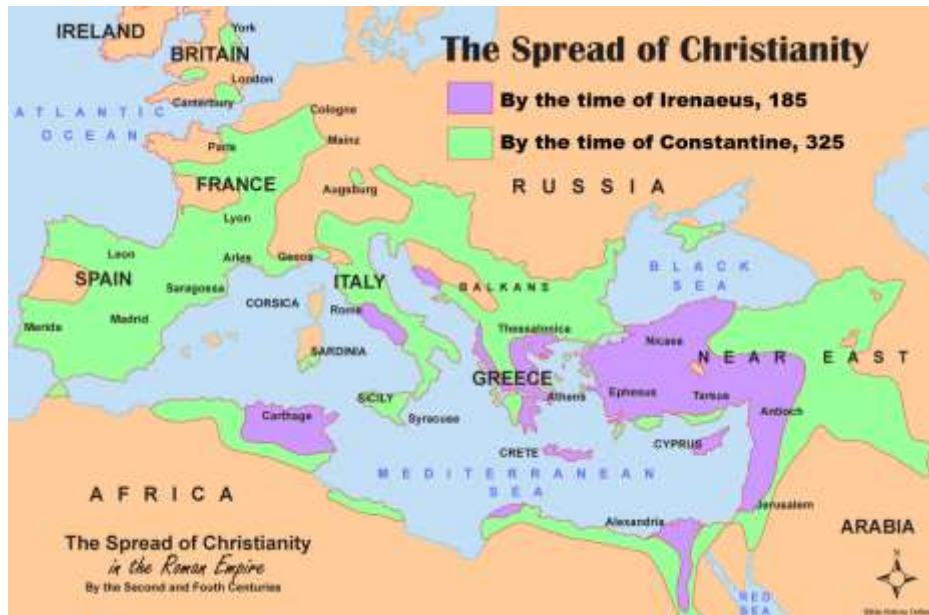 The Spread of Christianity
By the time of Irenaeus, 185
By the time of Constantine, 325
IRELAND
York
BRITAIN
London
Canterbury
ATLANTIC
OCEAN
Cologne
Paris
Mainz
FRANCE
Augsburg
RUSSIA
Lyon
Leon
Arles
Genoa
SPAIN
Saragossa
ITALY
BLACK
SEA
BALKANS
CORSICA
Rome
Merida
Madrid
Thessalonica
Nicaea
NEAR EAST
SARDINIA
GREECE
SICILY
Athens
Ephesus
Tarsus
Antioch
Carthage
Syracuse
CRETE
CYPRUS
MEDITERRANEAN
SEA
AFRICA
Alexandria
Jerusalem
ARABIA
The Spread of Christianity
in the Roman Empire
By the Second and Fouth Centuries
N
RED
SEA